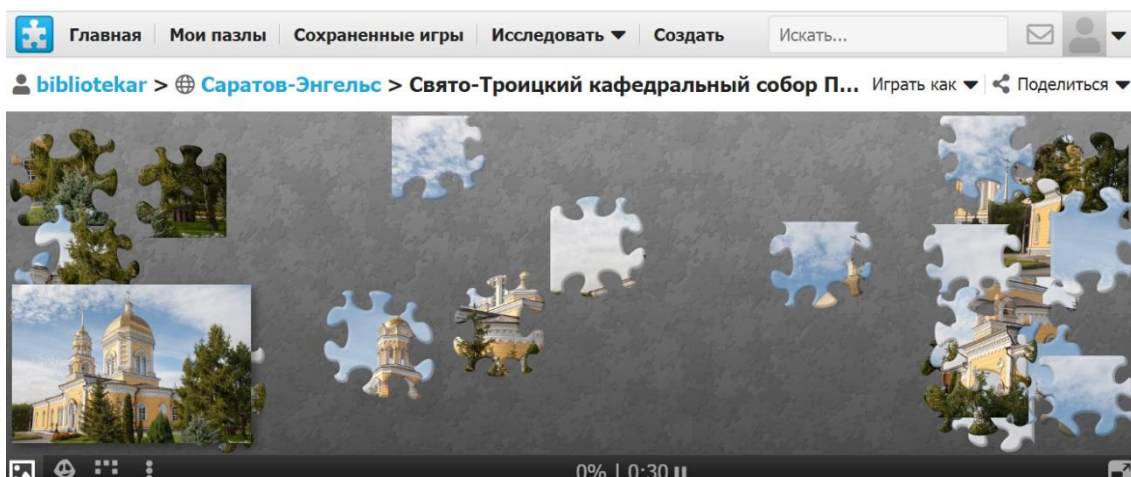 Главная Мои пазлы Сохраненные игры Исследовать Создать Искать...
bibliotekar > Саратов-Энгельс > Свято-Троицкий кафедральный собор П... Играть как Поделиться
0% | 0:30